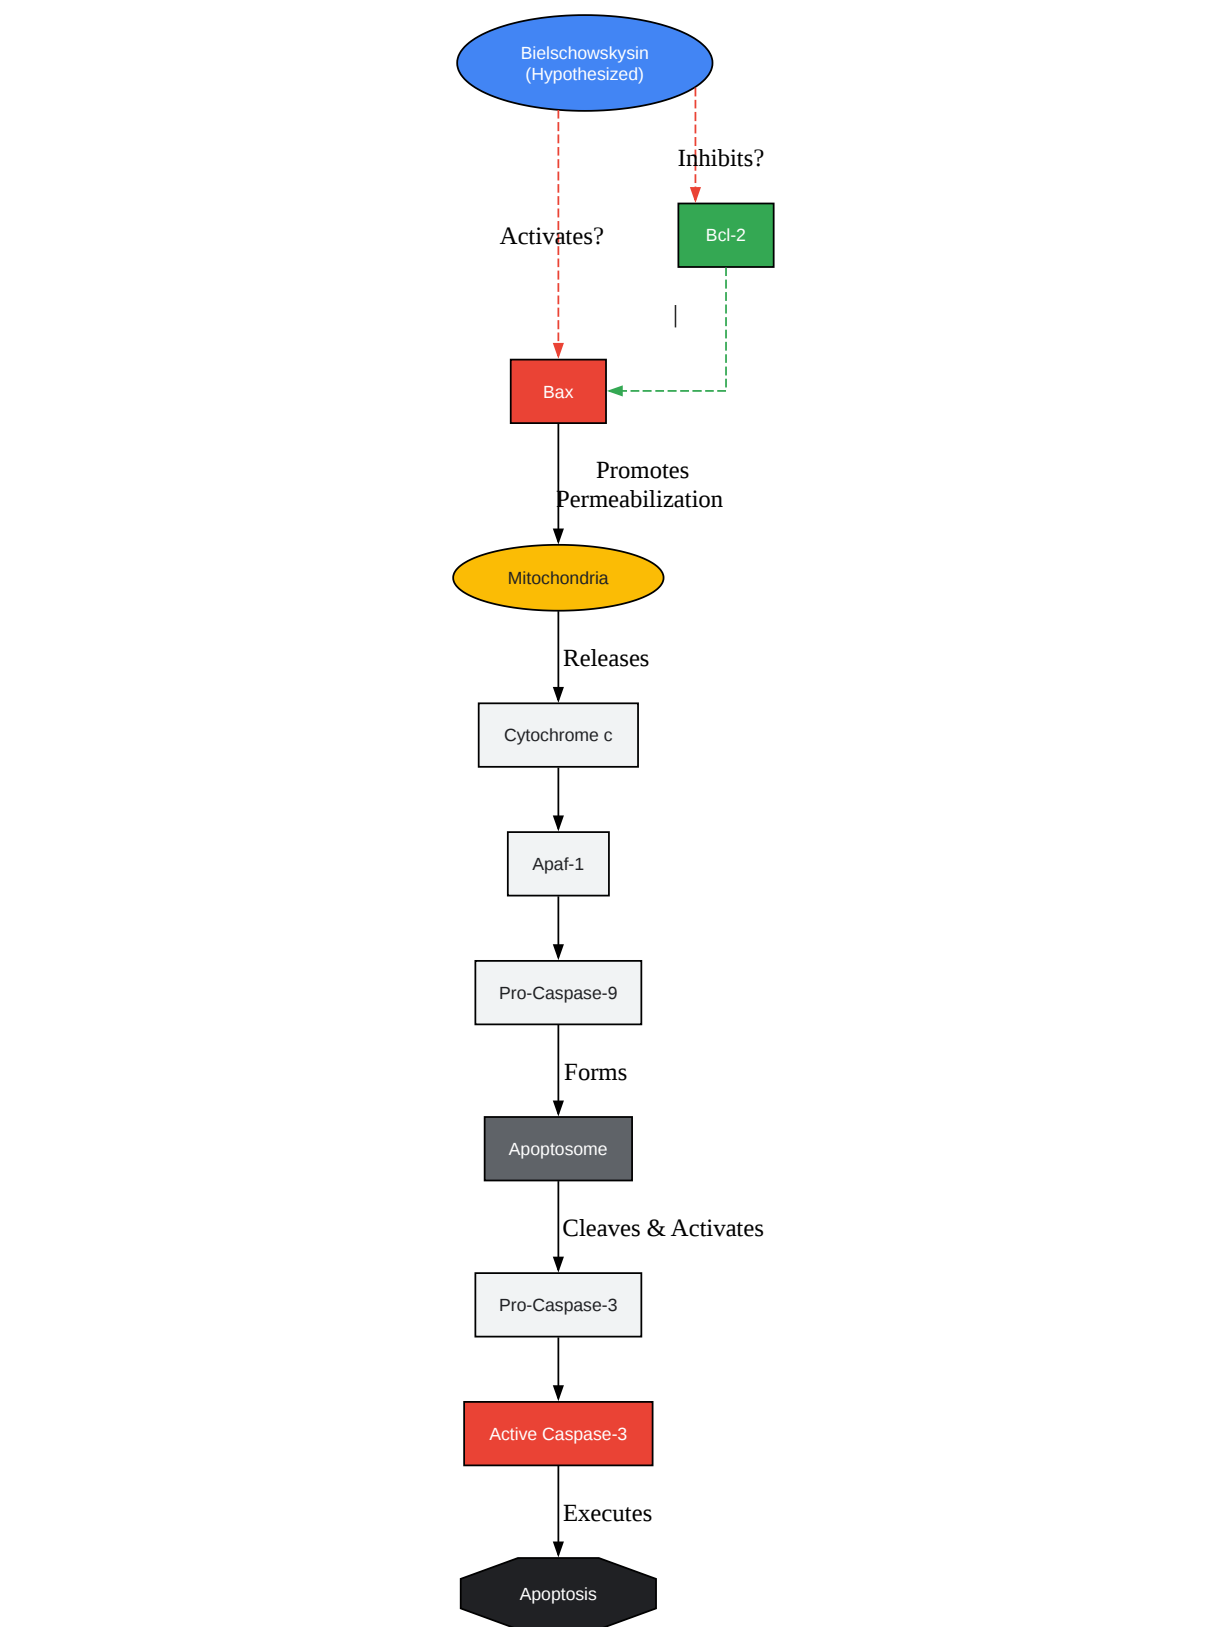 Bielschowskysin
(Hypothesized)
Inhibits?
Activates?
Bcl-2
|
Bax
Promotes
Permeabilization
Mitochondria
Releases
Cytochrome c
Apaf-1
Pro-Caspase-9
Forms
Apoptosome
Cleaves & Activates
Pro-Caspase-3
Active Caspase-3
Executes
Apoptosis